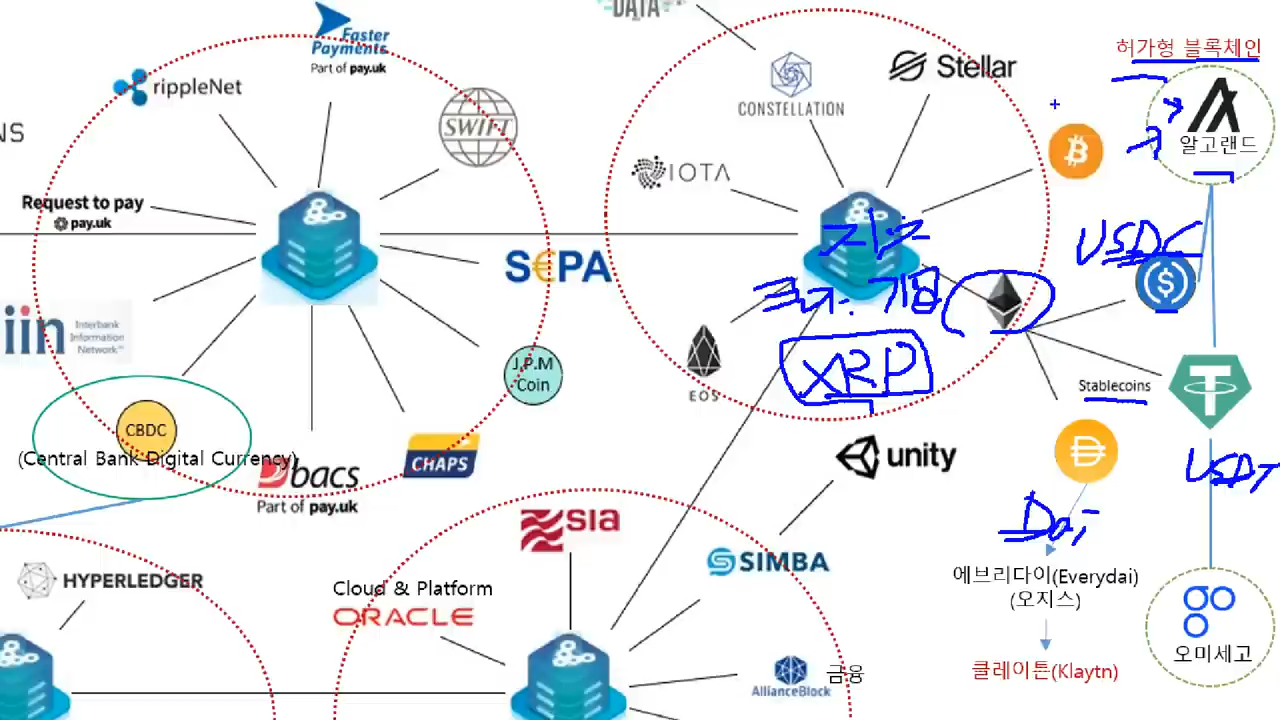 DATA
Faster
Payments
Part of pay.uk
rippleNet
SWIFT
NS
Request to pay
pay.uk
SEPA
iin
Interbank
Information
Network
J.P.M
Coin
CBDC
(Central Bank Digital Currency)
bacs
Part of pay.uk
CHAPS
CONSTELLATION
Stellar
IOTA
EOS
XRP
허가형 블록체인
알고랜드
USDC
Stablecoins
USDT
Dai
에브리다이(Everydai)
(오지스)
클레이튼(Klaytn)
오미세고
unity
SIMBA
sia
Cloud & Platform
ORACLE
HYPERLEDGER
AllianceBlock
금융